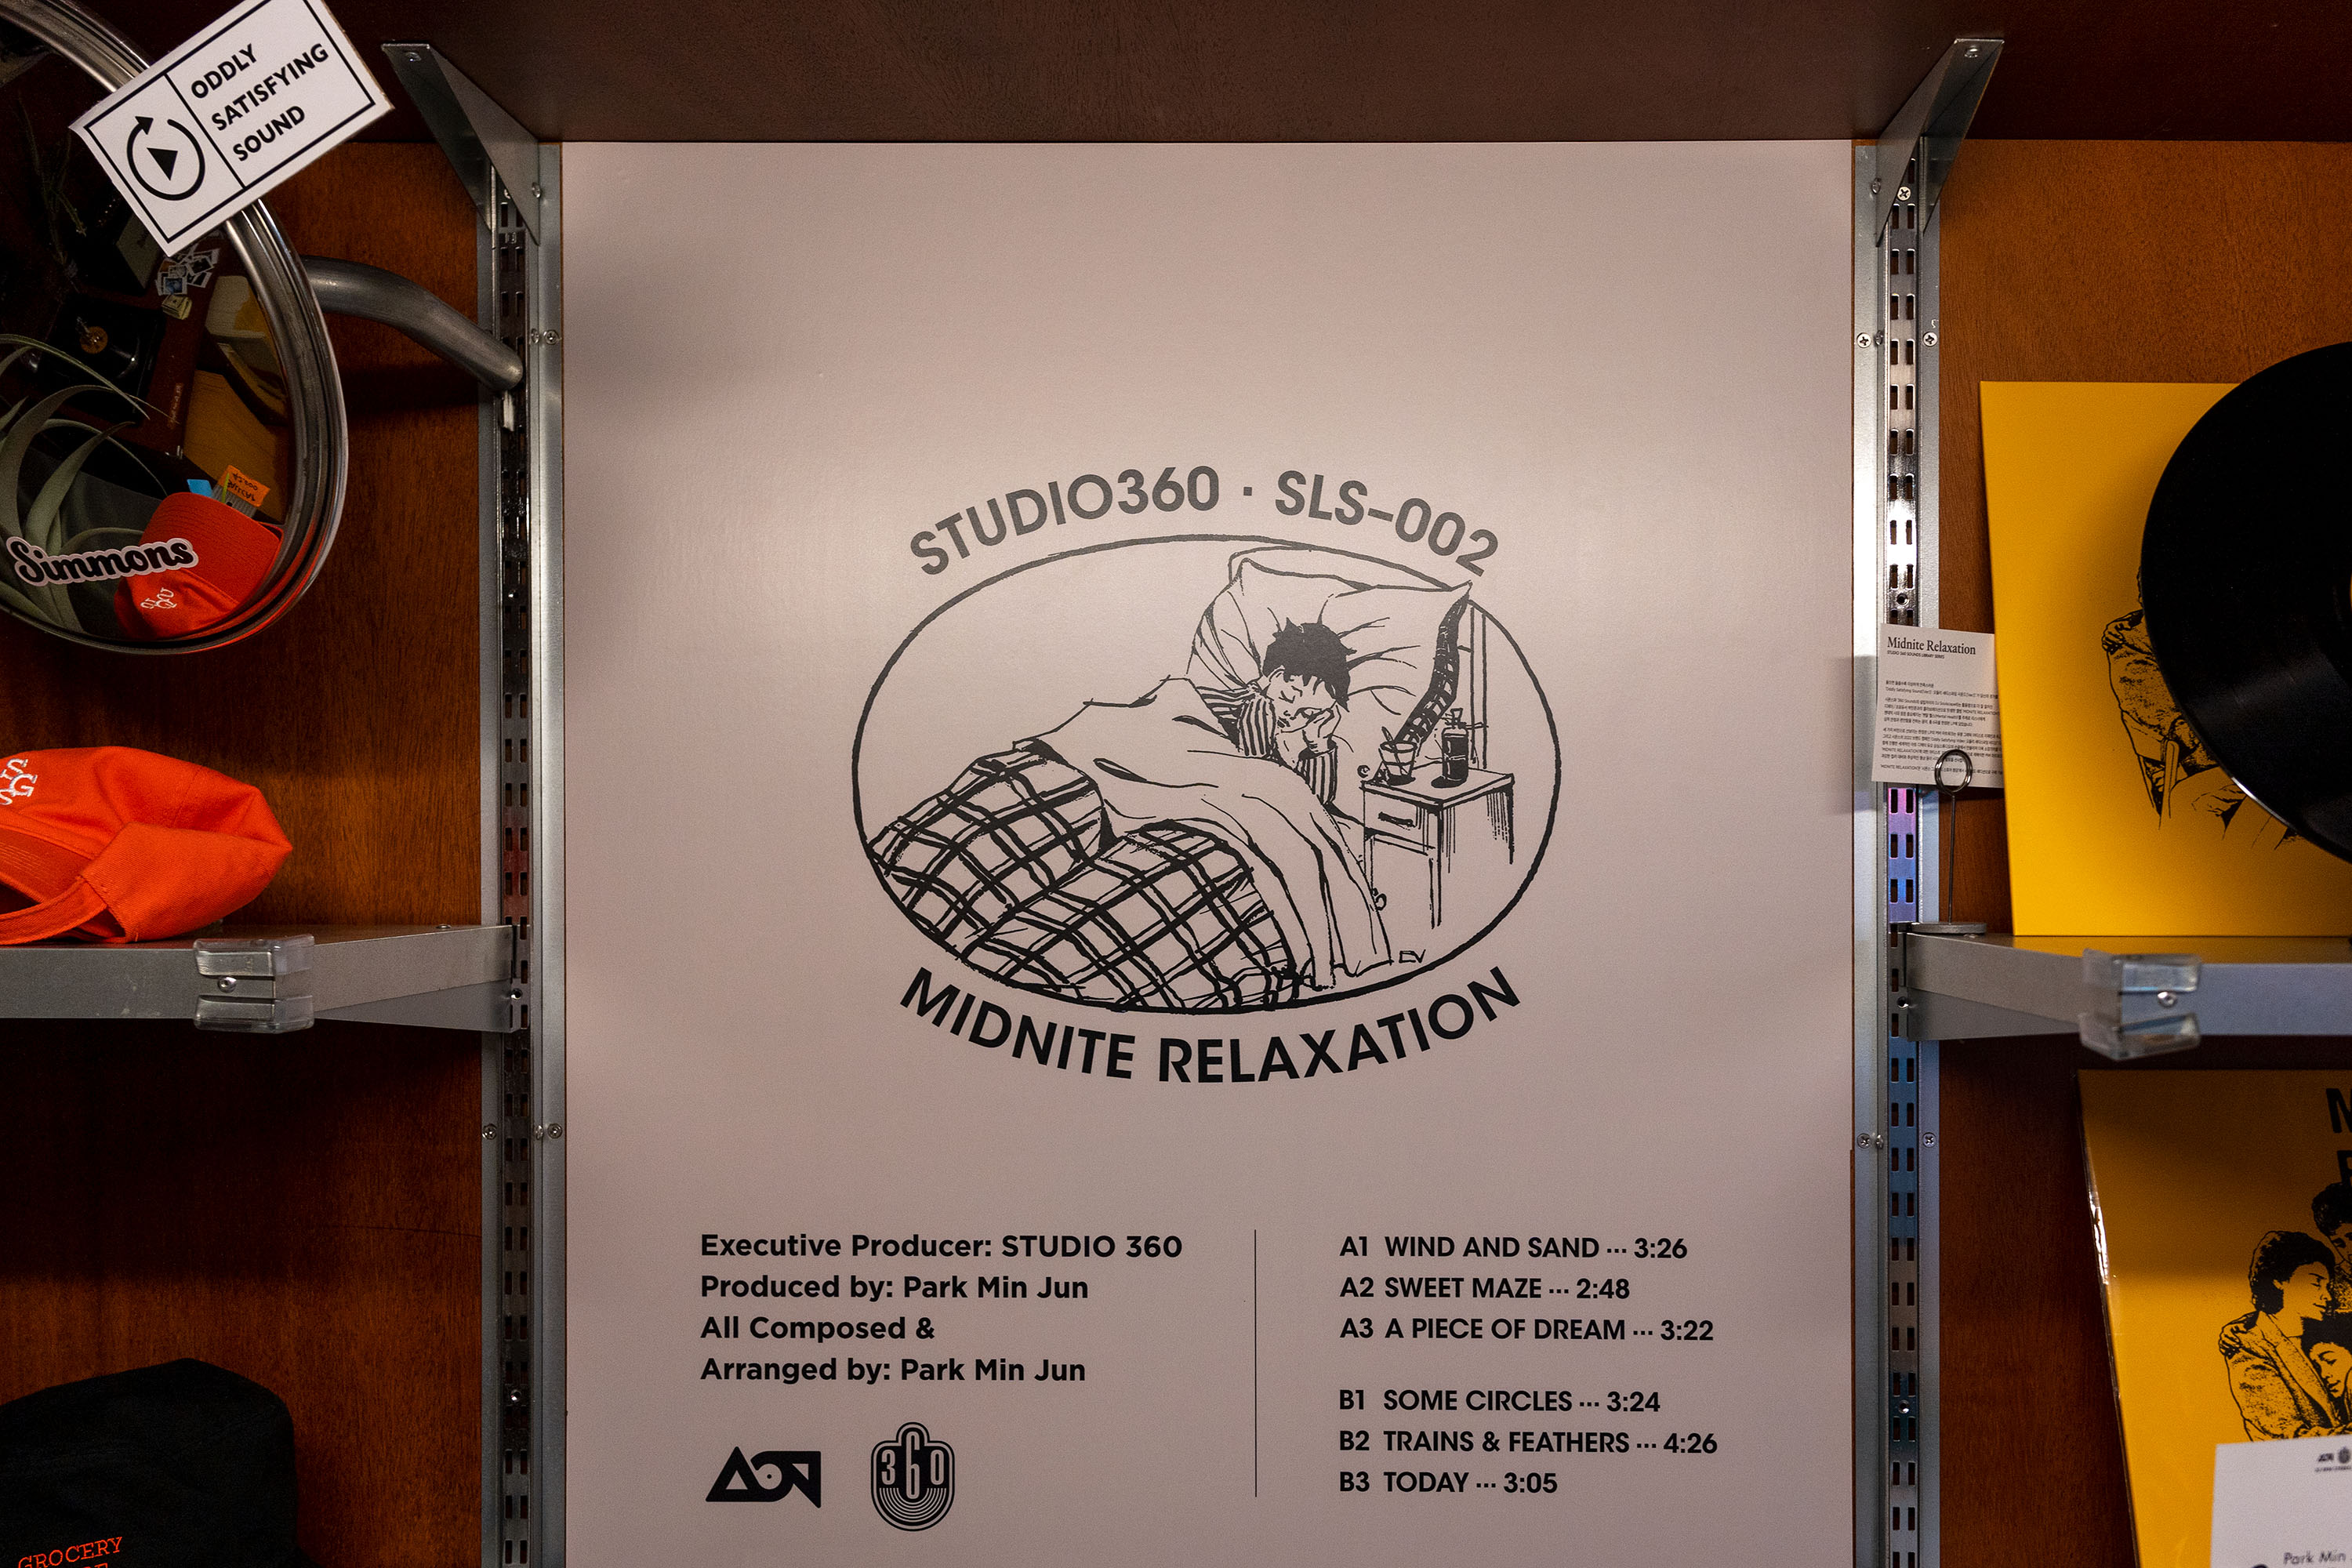 ODDLY
SATISFYING
SOUND
Simmons
STUDIO360 · SLS-002
MIDNITE RELAXATION
Executive Producer: STUDIO 360
Produced by: Park Min Jun
All Composed &
Arranged by: Park Min Jun
360
A1 WIND AND SAND ··· 3:26
A2 SWEET MAZE ··· 2:48
A3 A PIECE OF DREAM ··· 3:22
B1 SOME CIRCLES ··· 3:24
B2 TRAINS & FEATHERS ··· 4:26
B3 TODAY ··· 3:05
Midnite Relaxation
GROCERY
Park Min